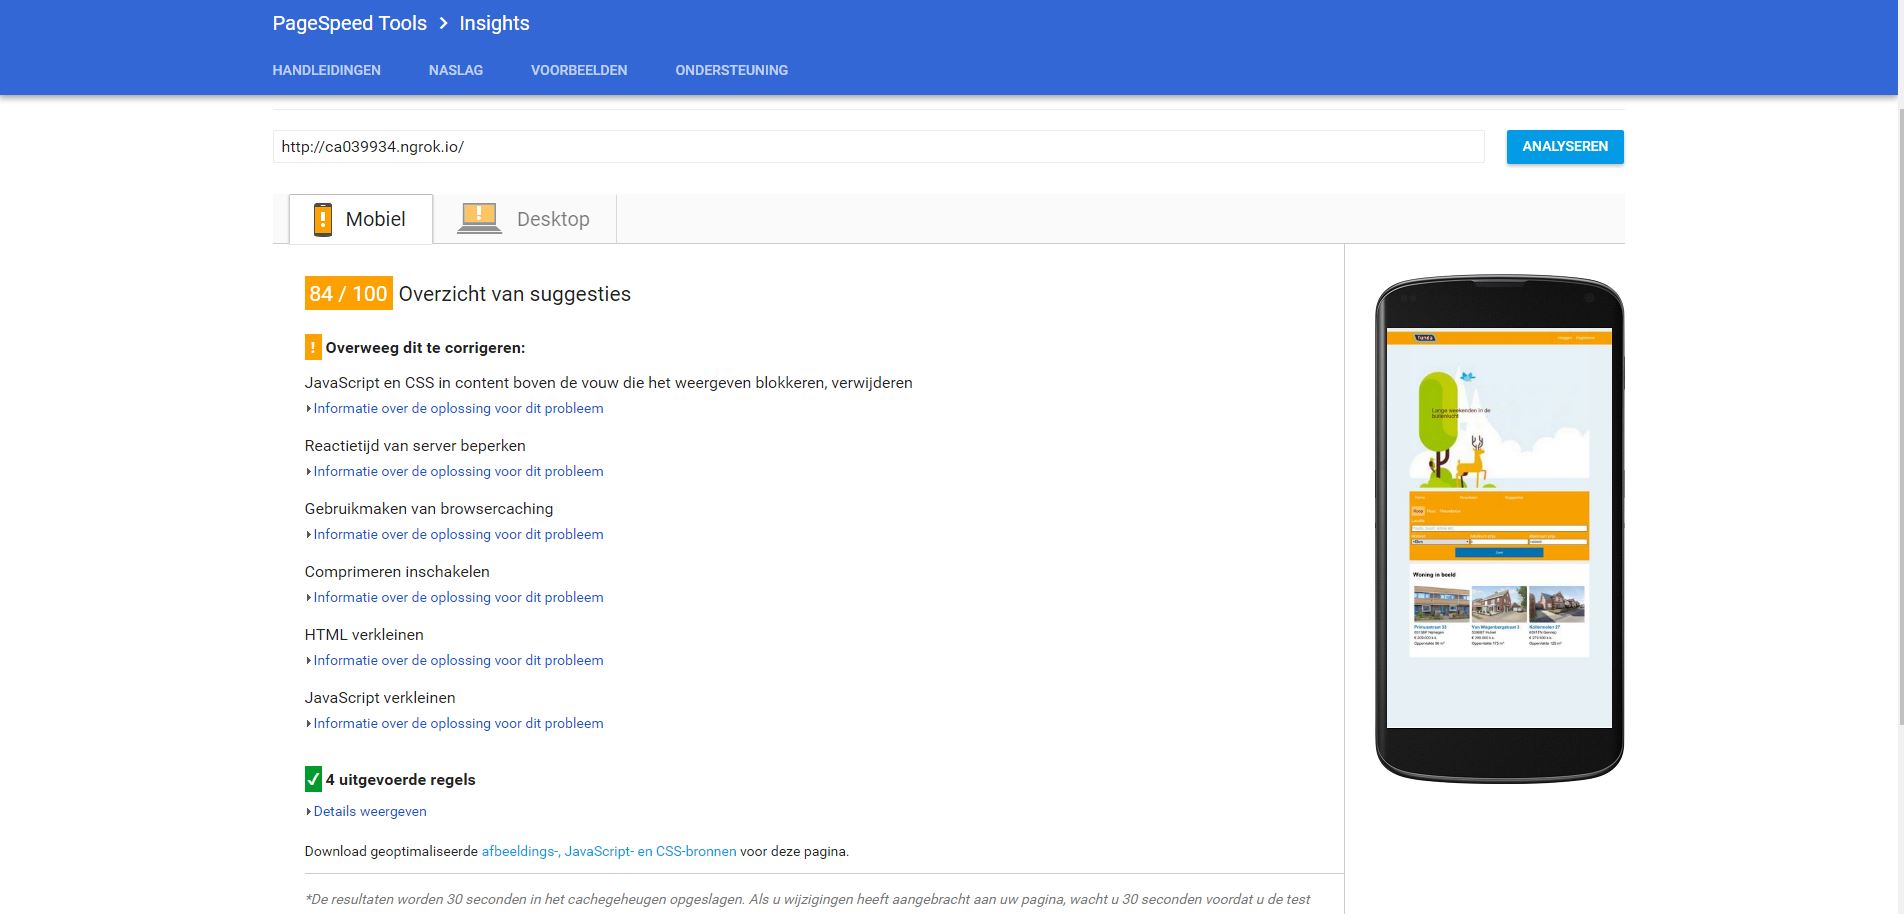 PageSpeed Tools > Insights
HANDLEIDINGEN NASLAG VOORBEELDEN ONDERSTEUNING
http://ca039934.ngrok.io/ ANALYSEREN
Mobiel Desktop
84 / 100 Overzicht van suggesties
! Overweeg dit te corrigeren:
JavaScript en CSS in content boven de vouw die het weergeven blokkeren, verwijderen
Informatie over de oplossing voor dit probleem
Reactietijd van server beperken
Informatie over de oplossing voor dit probleem
Gebruikmaken van browsercaching
Informatie over de oplossing voor dit probleem
Comprimeren inschakelen
Informatie over de oplossing voor dit probleem
HTML verkleinen
Informatie over de oplossing voor dit probleem
JavaScript verkleinen
Informatie over de oplossing voor dit probleem
4 uitgevoerde regels
Details weergeven
Download geoptimaliseerde afbeeldings-, JavaScript- en CSS-bronnen voor deze pagina.
*De resultaten worden 30 seconden in het cachegeheugen opgeslagen. Als u wijzigingen heeft aangebracht aan uw pagina, wacht u 30 seconden voordat u de test
funda
Lange weekenden in de
buitenlucht
Koop
Woning in beeld